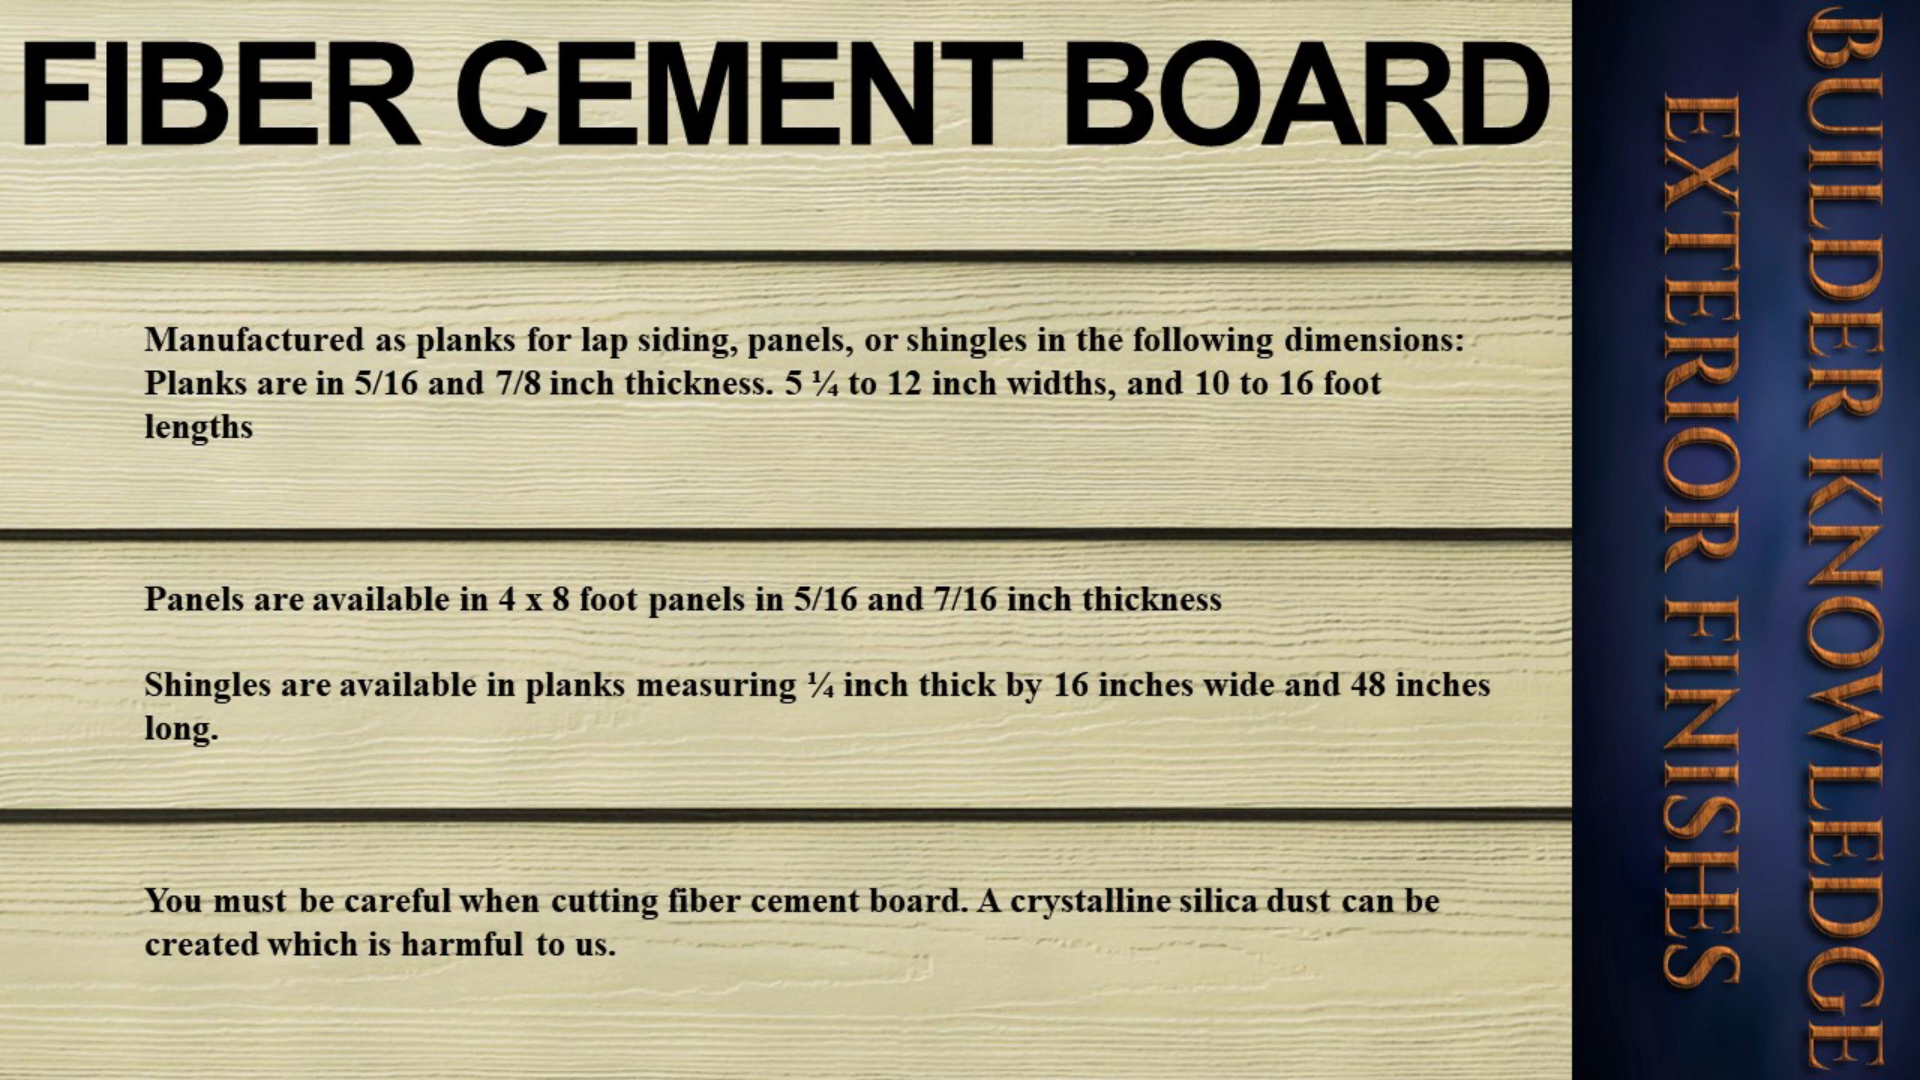 FIBER CEMENT BOARD
Manufactured as planks for lap siding, panels, or shingles in the following dimensions:
Planks are in 5/16 and 7/8 inch thickness. 5 ¼ to 12 inch widths, and 10 to 16 foot
lengths
Panels are available in 4 x 8 foot panels in 5/16 and 7/16 inch thickness
Shingles are available in planks measuring ¼ inch thick by 16 inches wide and 48 inches
long.
You must be careful when cutting fiber cement board. A crystalline silica dust can be
created which is harmful to us.
BUILDER KNOWLEDGE
EXTERIOR FINISHES